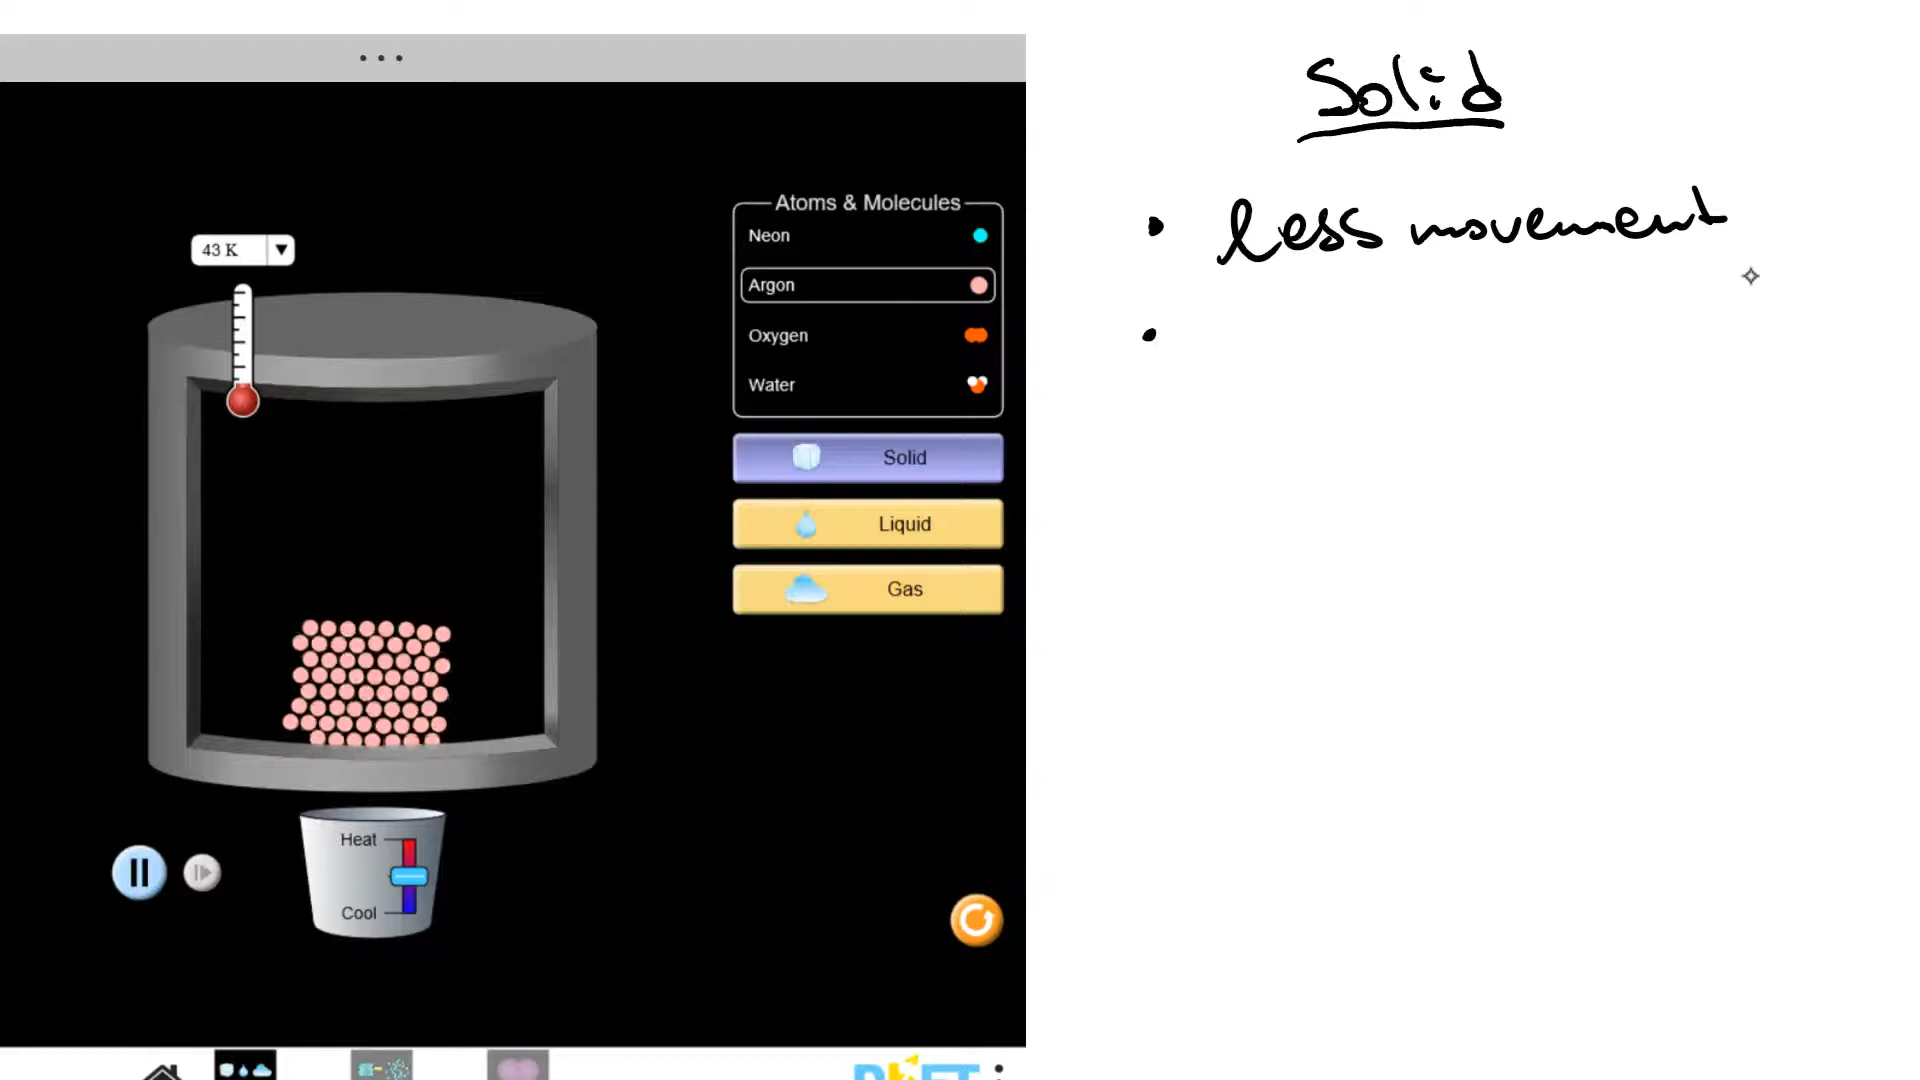 Solid
• less movement
•
Atoms & Molecules
Neon
43 K
Argon
Oxygen
Water
Solid
Liquid
Gas
Heat
Cool